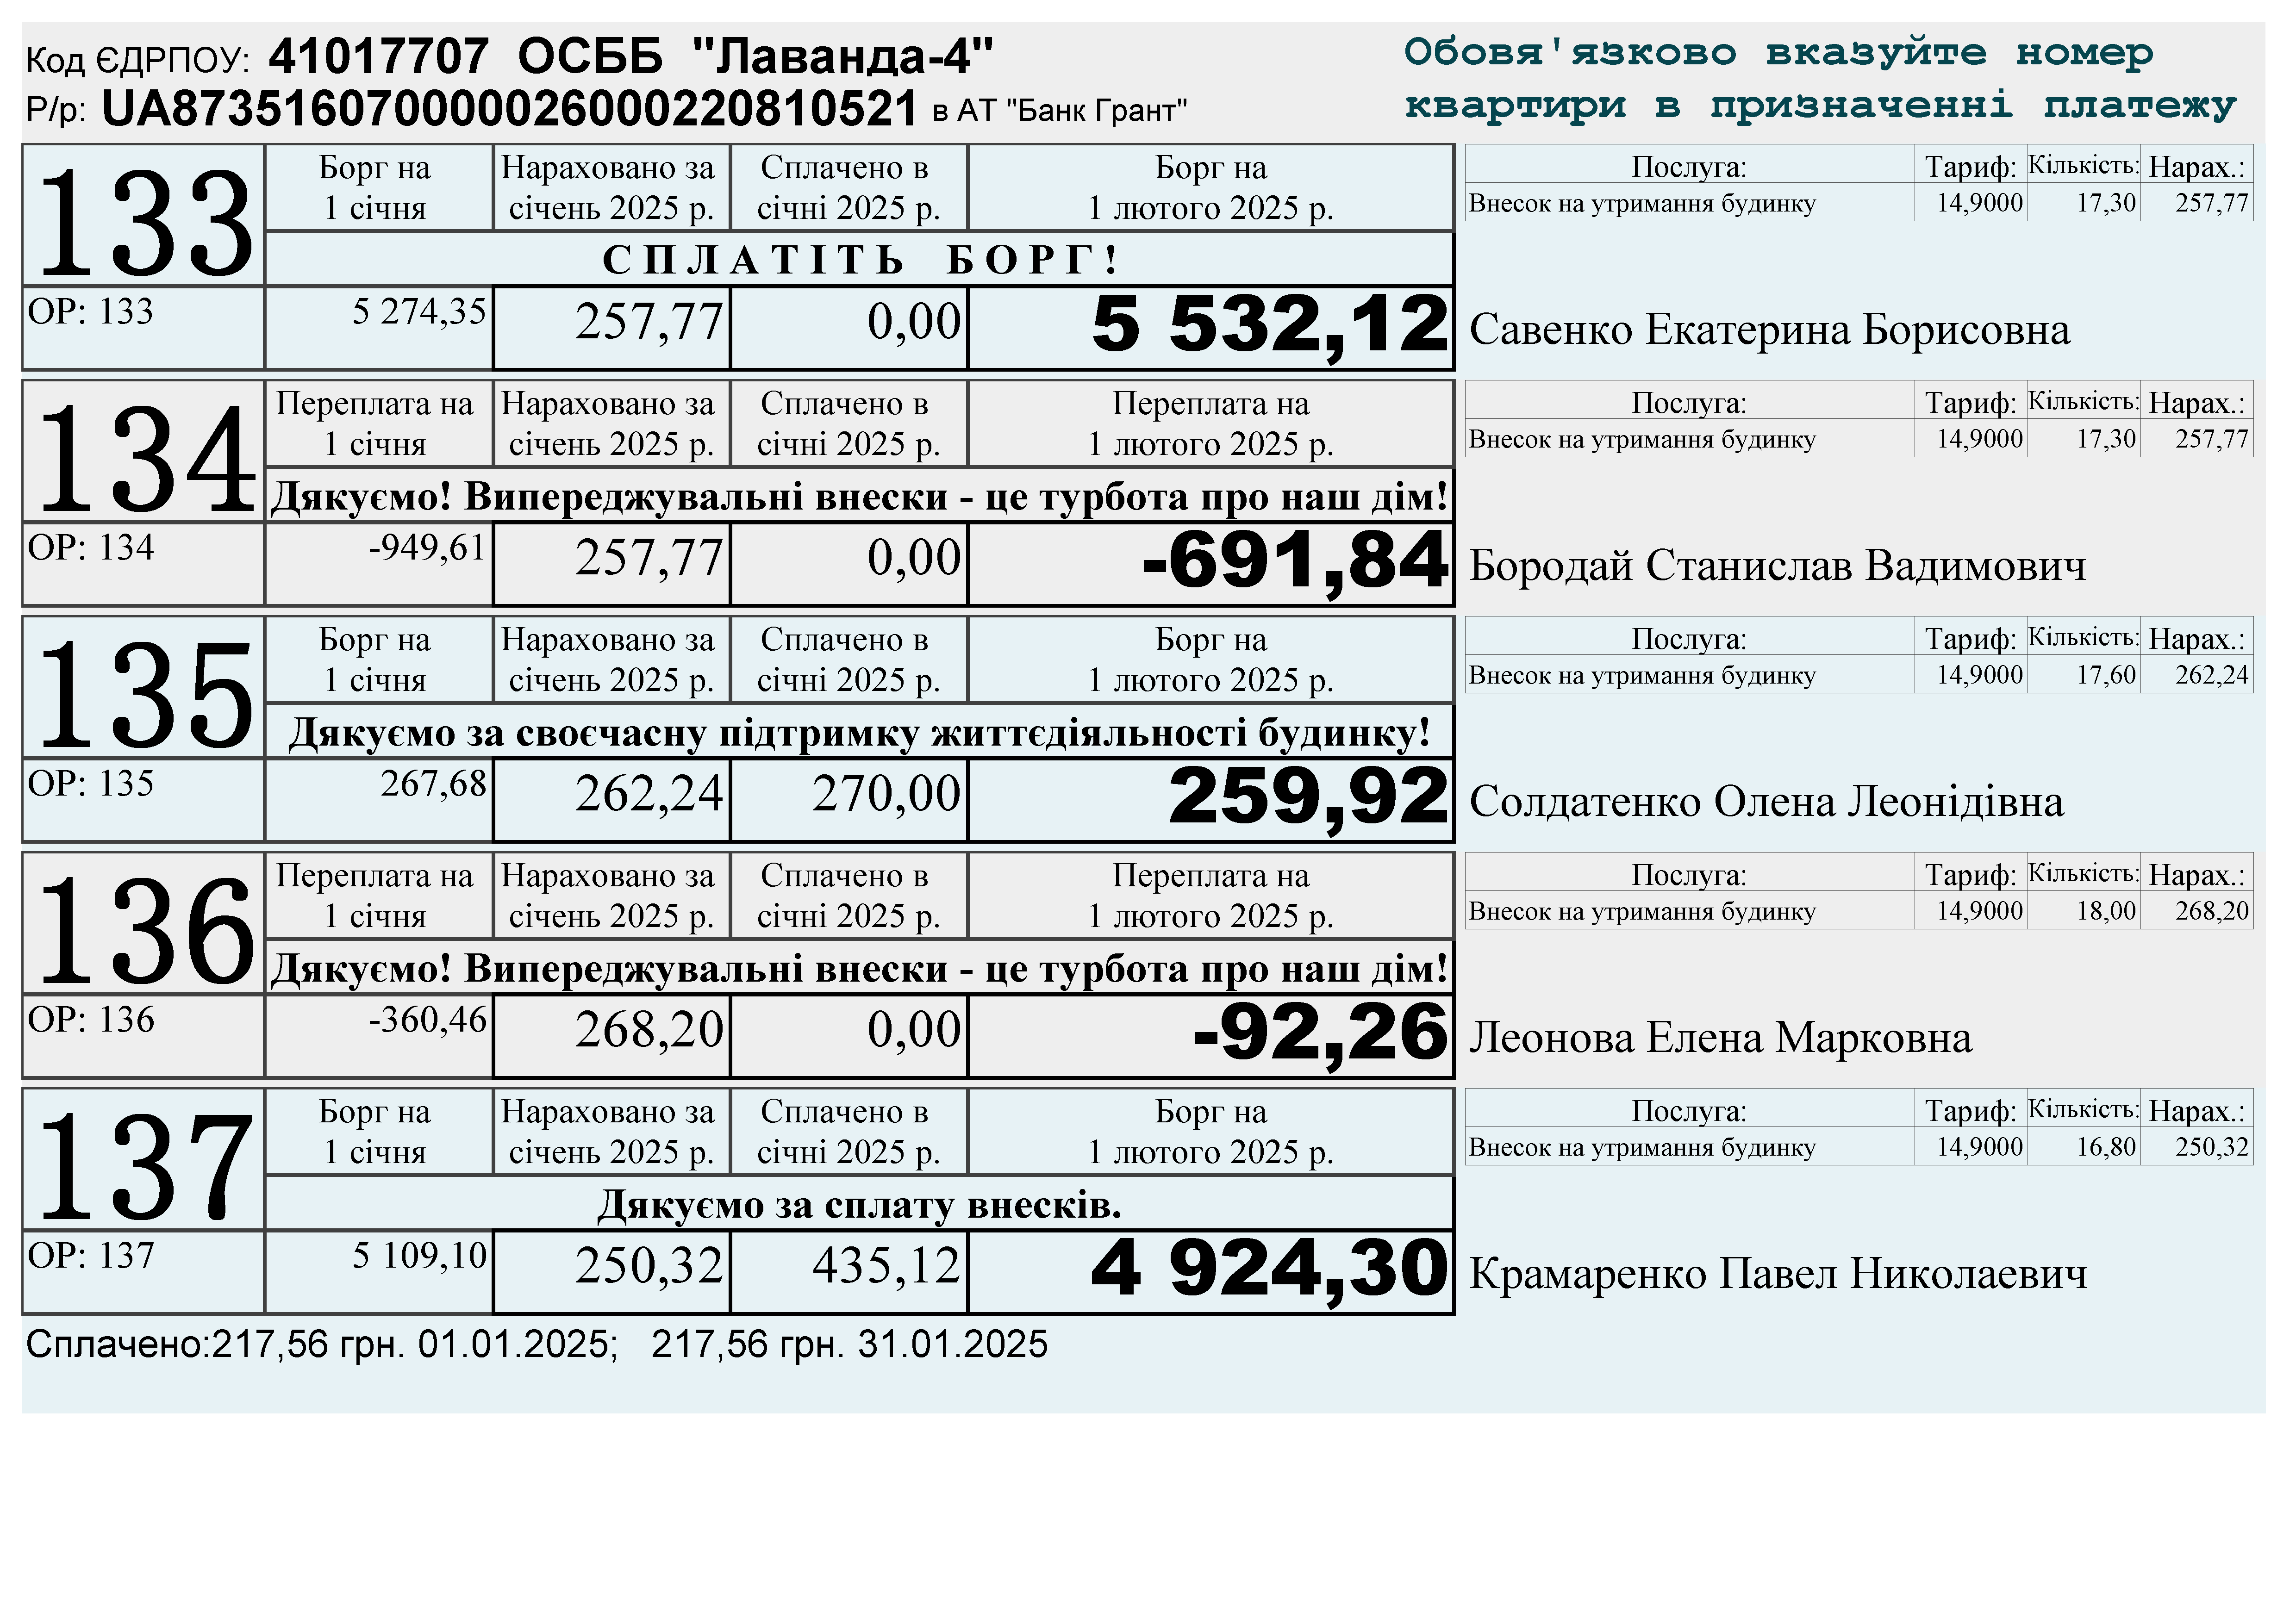 Код ЄДРПОУ: 41017707 ОСББ "Лаванда-4"
Р/р: UA873516070000026000220810521 в АТ "Банк Грант"
Обов'язково вказуйте номер
квартири в призначенні платежу
133
Борг на
1 січня
Нараховано за
січень 2025 р.
Сплачено в
січні 2025 р.
Борг на
1 лютого 2025 р.
СПЛАТІТЬ БОРГ!
ОР: 133 5 274,35 257,77 0,00 5 532,12
Послуга: Тариф: Кількість: Нарах.:
Внесок на утримання будинку 14,9000 17,30 257,77
Савенко Екатерина Борисовна
134
Переплата на
1 січня
Нараховано за
січень 2025 р.
Сплачено в
січні 2025 р.
Переплата на
1 лютого 2025 р.
Дякуємо! Випереджувальні внески - це турбота про наш дім!
ОР: 134 -949,61 257,77 0,00 -691,84
Послуга: Тариф: Кількість: Нарах.:
Внесок на утримання будинку 14,9000 17,30 257,77
Бородай Станислав Вадимович
135
Борг на
1 січня
Нараховано за
січень 2025 р.
Сплачено в
січні 2025 р.
Борг на
1 лютого 2025 р.
Дякуємо за своєчасну підтримку життєдіяльності будинку!
ОР: 135 267,68 262,24 270,00 259,92
Послуга: Тариф: Кількість: Нарах.:
Внесок на утримання будинку 14,9000 17,60 262,24
Солдатенко Олена Леонідівна
136
Переплата на
1 січня
Нараховано за
січень 2025 р.
Сплачено в
січні 2025 р.
Переплата на
1 лютого 2025 р.
Дякуємо! Випереджувальні внески - це турбота про наш дім!
ОР: 136 -360,46 268,20 0,00 -92,26
Послуга: Тариф: Кількість: Нарах.:
Внесок на утримання будинку 14,9000 18,00 268,20
Леонова Елена Марковна
137
Борг на
1 січня
Нараховано за
січень 2025 р.
Сплачено в
січні 2025 р.
Борг на
1 лютого 2025 р.
Дякуємо за сплату внесків.
ОР: 137 5 109,10 250,32 435,12 4 924,30
Послуга: Тариф: Кількість: Нарах.:
Внесок на утримання будинку 14,9000 16,80 250,32
Крамаренко Павел Николаевич
Сплачено:217,56 грн. 01.01.2025; 217,56 грн. 31.01.2025